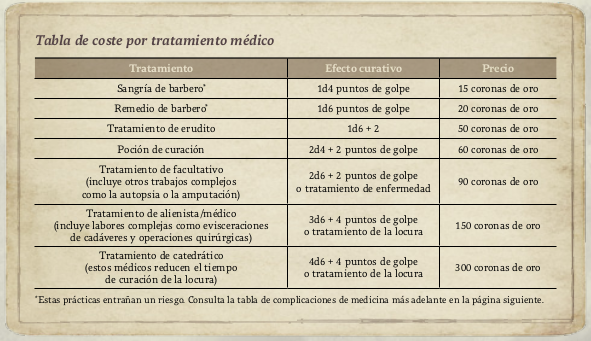 Tabla de coste por tratamiento médico
Tratamiento Efecto curativo Precio
Sangría de barbero* 1d4 puntos de golpe 15 coronas de oro
Remedio de barbero* 1d6 puntos de golpe 20 coronas de oro
Tratamiento de erudito 1d6 + 2 50 coronas de oro
Poción de curación 2d4 + 2 puntos de golpe 60 coronas de oro
Tratamiento de facultativo
(incluye otros trabajos complejos
como la autopsia o la amputación)
2d6 + 2 puntos de golpe
o tratamiento de enfermedad
90 coronas de oro
Tratamiento de alienista/médico
(incluye labores complejas como evisceraciones
de cadáveres y operaciones quirúrgicas)
3d6 + 4 puntos de golpe
o tratamiento de la locura
150 coronas de oro
Tratamiento de catedrático
(estos médicos reducen el tiempo
de curación de la locura)
4d6 + 4 puntos de golpe
o tratamiento de la locura
300 coronas de oro
*Estas prácticas entrañan un riesgo. Consulta la tabla de complicaciones de medicina más adelante en la página siguiente.